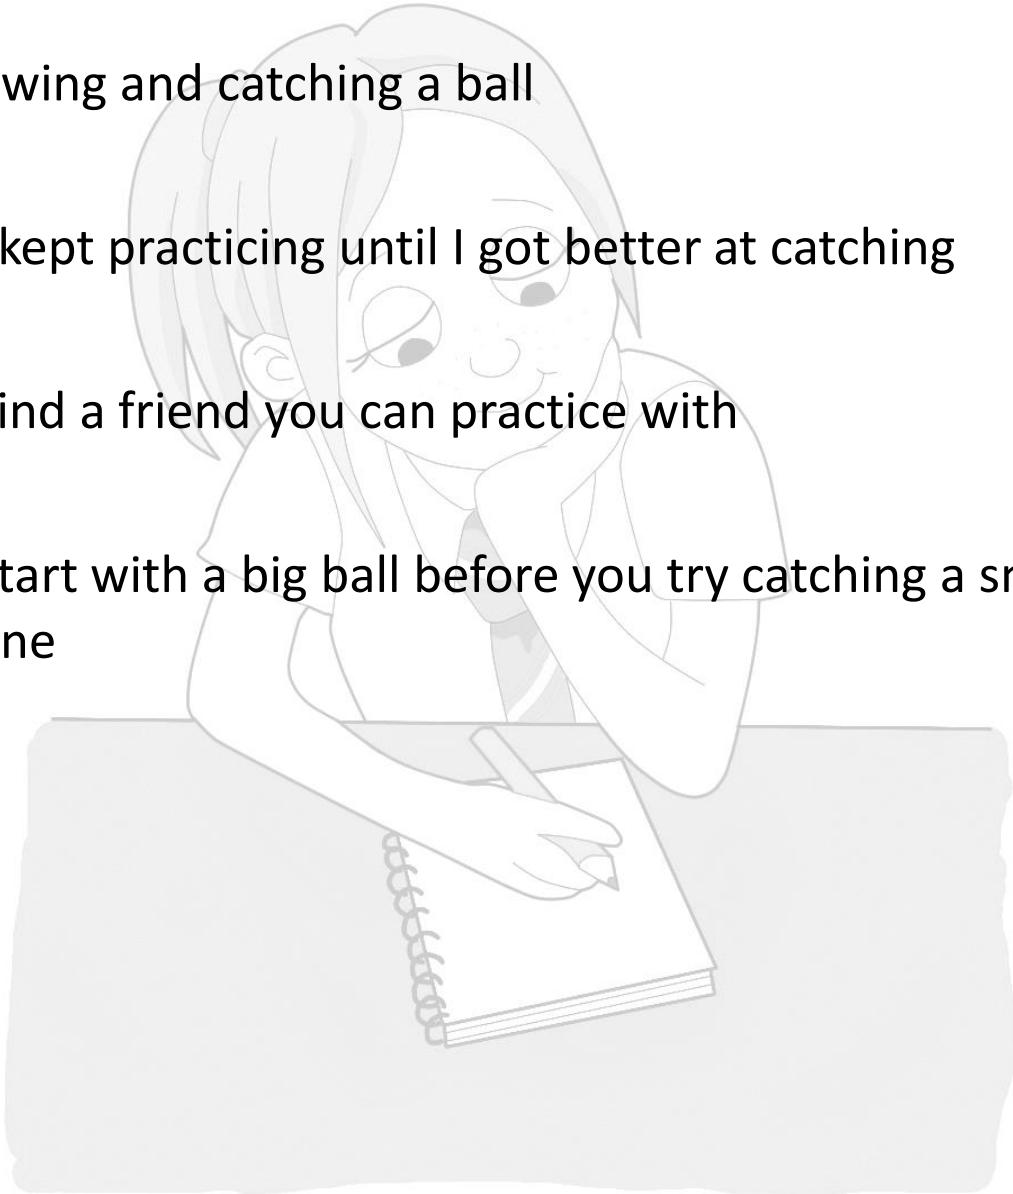 wing and catching a ball
kept practicing until I got better at catching
ind a friend you can practice with
tart with a big ball before you try catching a
ne